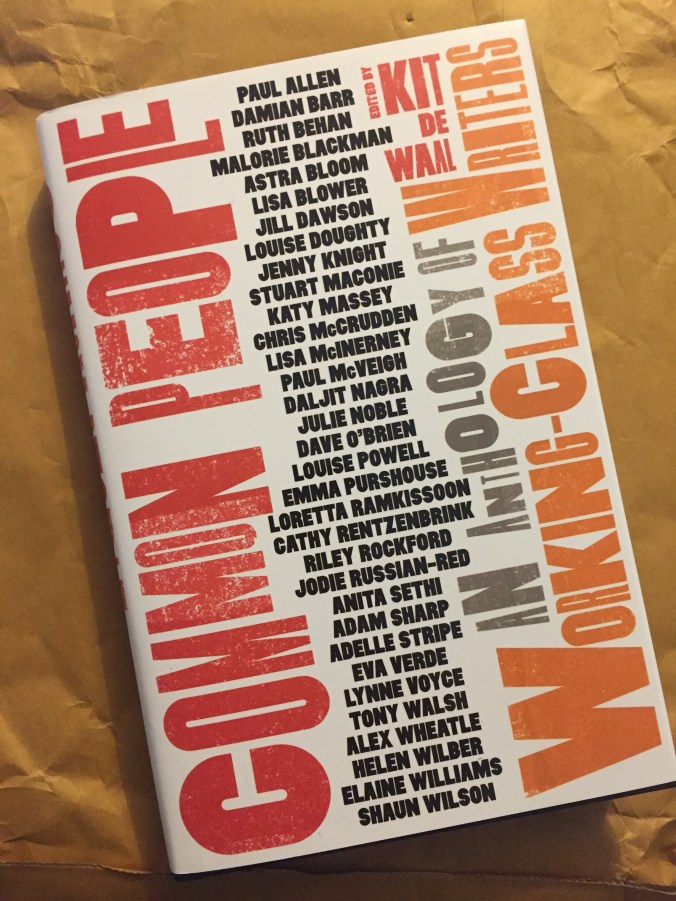 COMMON PEOPLE
PAUL ALLEN
DAMIAN BARR
RUTH BEHAN
MALORIE BLACKMAN
ASTRA BLOOM
LISA BLOWER
JILL DAWSON
LOUISE DOUGHTY
JENNY KNIGHT
STUART MACONIE
KATY MASSEY
CHRIS McCRUDDEN
LISA McINERNEY
PAUL McVEIGH
DALJIT NAGRA
JULIE NOBLE
DAVE O'BRIEN
LOUISE POWELL
EMMA PURSHOUSE
LORETTA RAMKISSOON
CATHY RENTZENBRINK
RILEY ROCKFORD
JODIE RUSSIAN-RED
ANITA SETHI
ADAM SHARP
ADELLE STRIPE
EVA VERDE
LYNNE VOYCE
TONY WALSH
ALEX WHEATLE
HELEN WILBER
ELAINE WILLIAMS
SHAUN WILSON
EDITED BY
KIT
DE
WAAL
AN ANTHOLOGY OF
WORKING-CLASS WRITERS